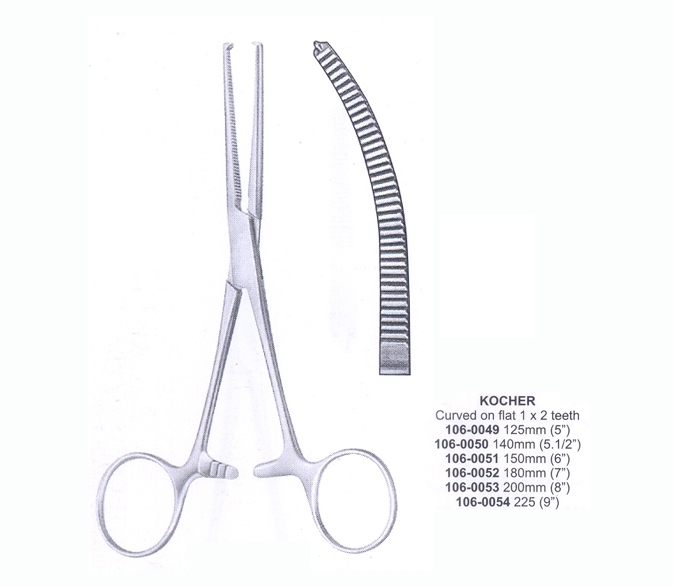 KOCHER
Curved on flat 1 x 2 teeth
106-0049 125mm (5”)
106-0050 140mm (5.1/2”)
106-0051 150mm (6”)
106-0052 180mm (7”)
106-0053 200mm (8”)
106-0054 225 (9”)